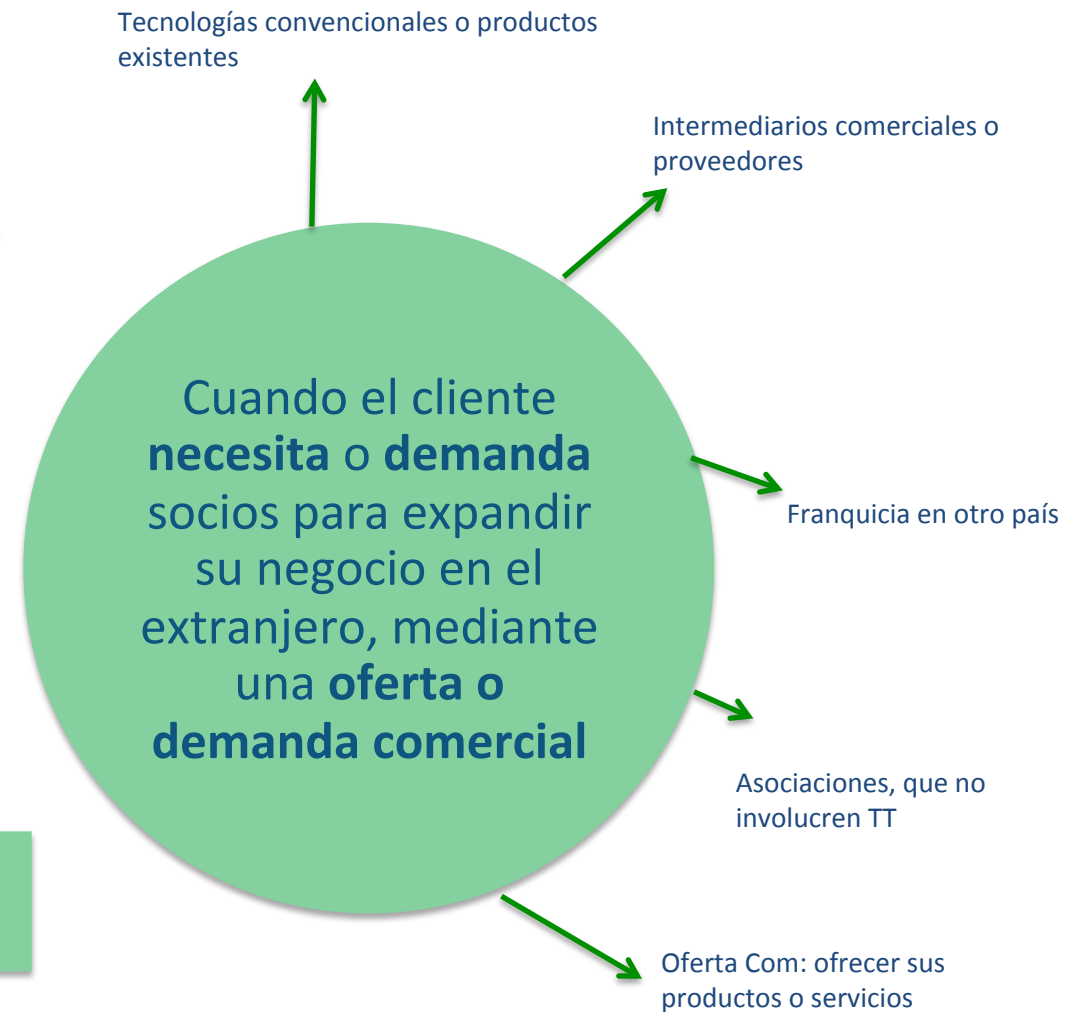 Tecnologías convencionales o productos
existentes
Intermediarios comerciales o
proveedores
Cuando el cliente
necesita o demanda
socios para expandir
su negocio en el
extranjero, mediante
una oferta o
demanda comercial
Franquicia en otro país
Asociaciones, que no
involucren TT
Oferta Com: ofrecer sus
productos o servicios